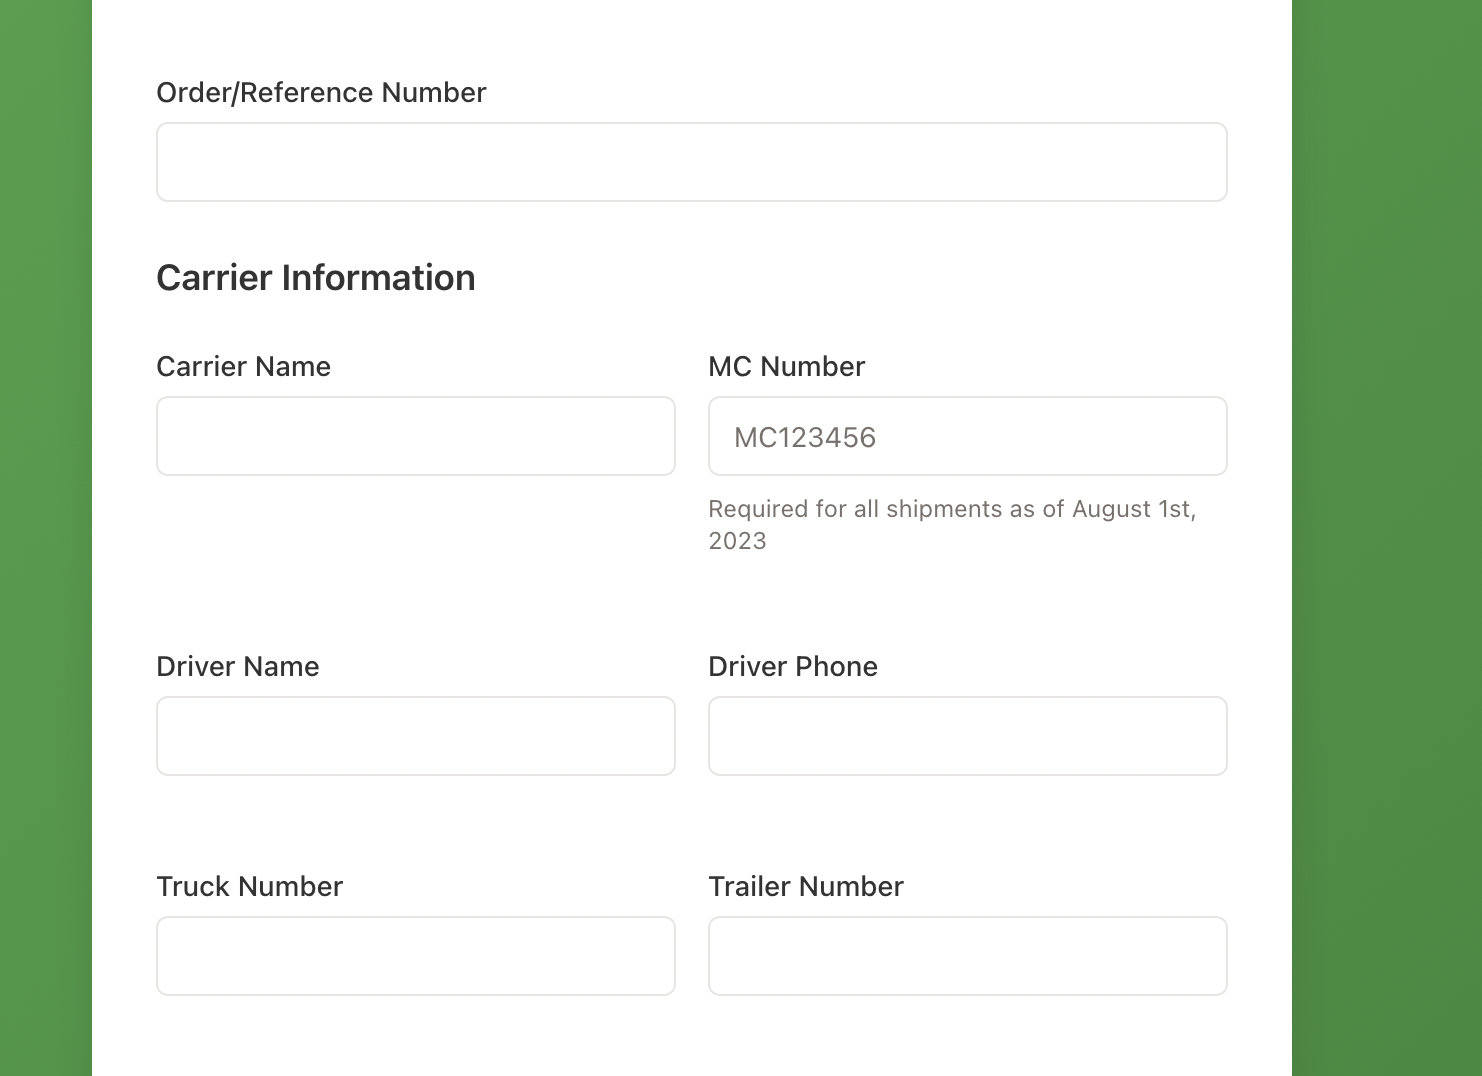 Order/Reference Number
Carrier Information
Carrier Name
MC Number
MC123456
Required for all shipments as of August 1st,
2023
Driver Name
Driver Phone
Truck Number
Trailer Number